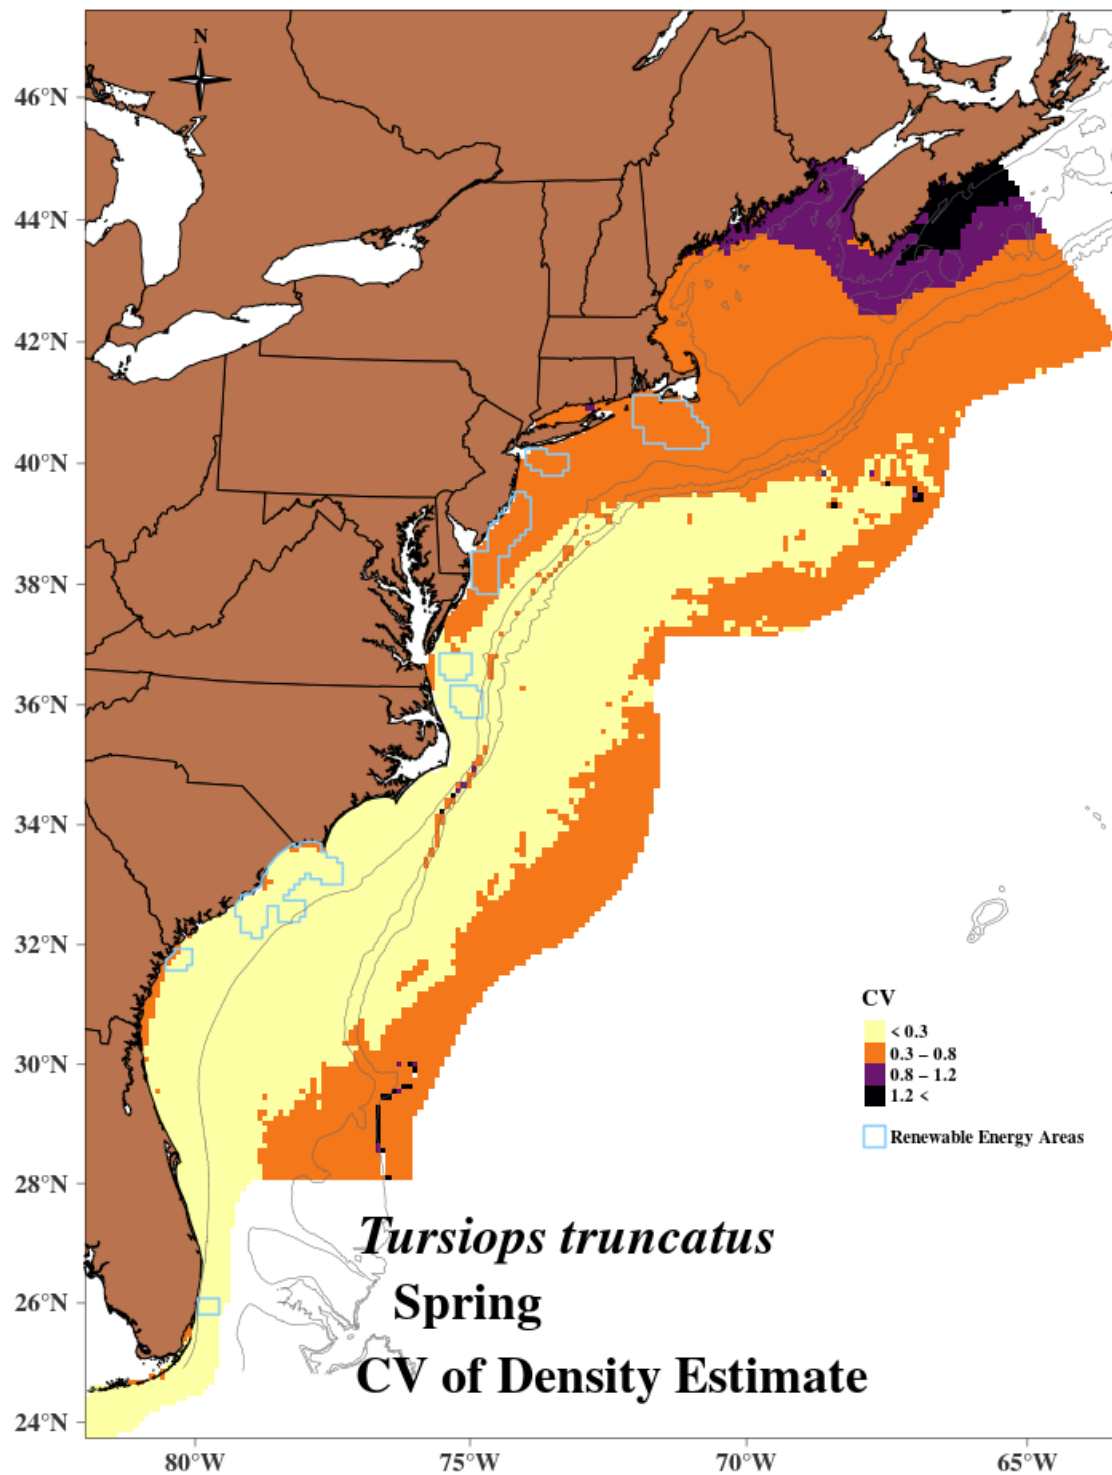 N
46°N
44°N
42°N
40°N
38°N
36°N
34°N
32°N
30°N
28°N
26°N
24°N
CV
< 0.3
0.3 – 0.8
0.8 – 1.2
1.2 <
Renewable Energy Areas
Tursiops truncatus
Spring
CV of Density Estimate
80°W
75°W
70°W
65°W